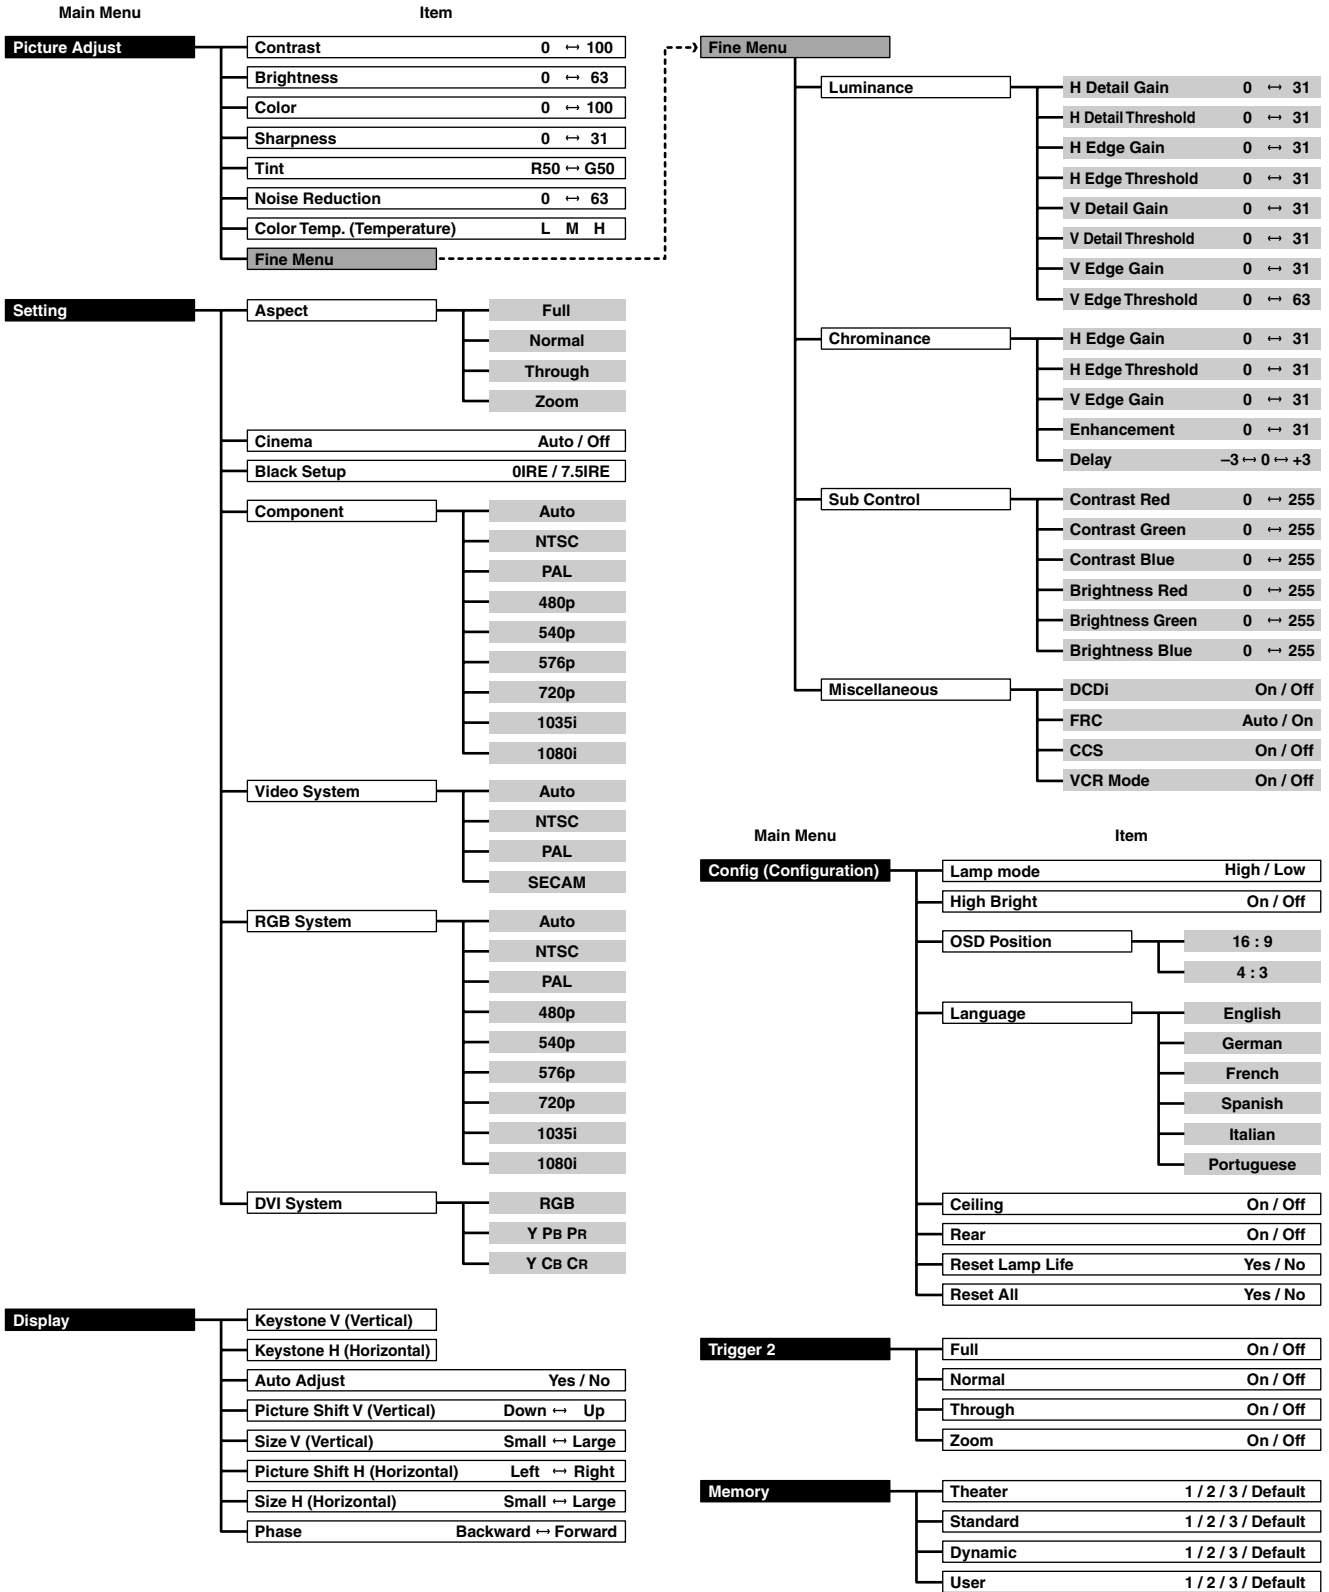 Main Menu
Item
Picture Adjust
Contrast 0 ↔ 100
Brightness 0 ↔ 63
Color 0 ↔ 100
Sharpness 0 ↔ 31
Tint R50 ↔ G50
Noise Reduction 0 ↔ 63
Color Temp. (Temperature) L M H
Fine Menu
Setting
Aspect
Full
Normal
Through
Zoom
Cinema Auto / Off
Black Setup 0IRE / 7.5IRE
Component
Auto
NTSC
PAL
480p
540p
576p
720p
1035i
1080i
Video System
Auto
NTSC
PAL
SECAM
RGB System
Auto
NTSC
PAL
480p
540p
576p
720p
1035i
1080i
DVI System
RGB
Y PB PR
Y CB CR
Display
Keystone V (Vertical)
Keystone H (Horizontal)
Auto Adjust Yes / No
Picture Shift V (Vertical) Down ↔ Up
Size V (Vertical) Small ↔ Large
Picture Shift H (Horizontal) Left ↔ Right
Size H (Horizontal) Small ↔ Large
Phase Backward ↔ Forward
Fine Menu
Luminance
H Detail Gain 0 ↔ 31
H Detail Threshold 0 ↔ 31
H Edge Gain 0 ↔ 31
H Edge Threshold 0 ↔ 31
V Detail Gain 0 ↔ 31
V Detail Threshold 0 ↔ 31
V Edge Gain 0 ↔ 31
V Edge Threshold 0 ↔ 63
Chrominance
H Edge Gain 0 ↔ 31
H Edge Threshold 0 ↔ 31
V Edge Gain 0 ↔ 31
Enhancement 0 ↔ 31
Delay –3 ↔ 0 ↔ +3
Sub Control
Contrast Red 0 ↔ 255
Contrast Green 0 ↔ 255
Contrast Blue 0 ↔ 255
Brightness Red 0 ↔ 255
Brightness Green 0 ↔ 255
Brightness Blue 0 ↔ 255
Miscellaneous
DCDi On / Off
FRC Auto / On
CCS On / Off
VCR Mode On / Off
Main Menu
Item
Config (Configuration)
Lamp mode High / Low
High Bright On / Off
OSD Position
16 : 9
4 : 3
Language
English
German
French
Spanish
Italian
Portuguese
Ceiling On / Off
Rear On / Off
Reset Lamp Life Yes / No
Reset All Yes / No
Trigger 2
Full On / Off
Normal On / Off
Through On / Off
Zoom On / Off
Memory
Theater 1 / 2 / 3 / Default
Standard 1 / 2 / 3 / Default
Dynamic 1 / 2 / 3 / Default
User 1 / 2 / 3 / Default